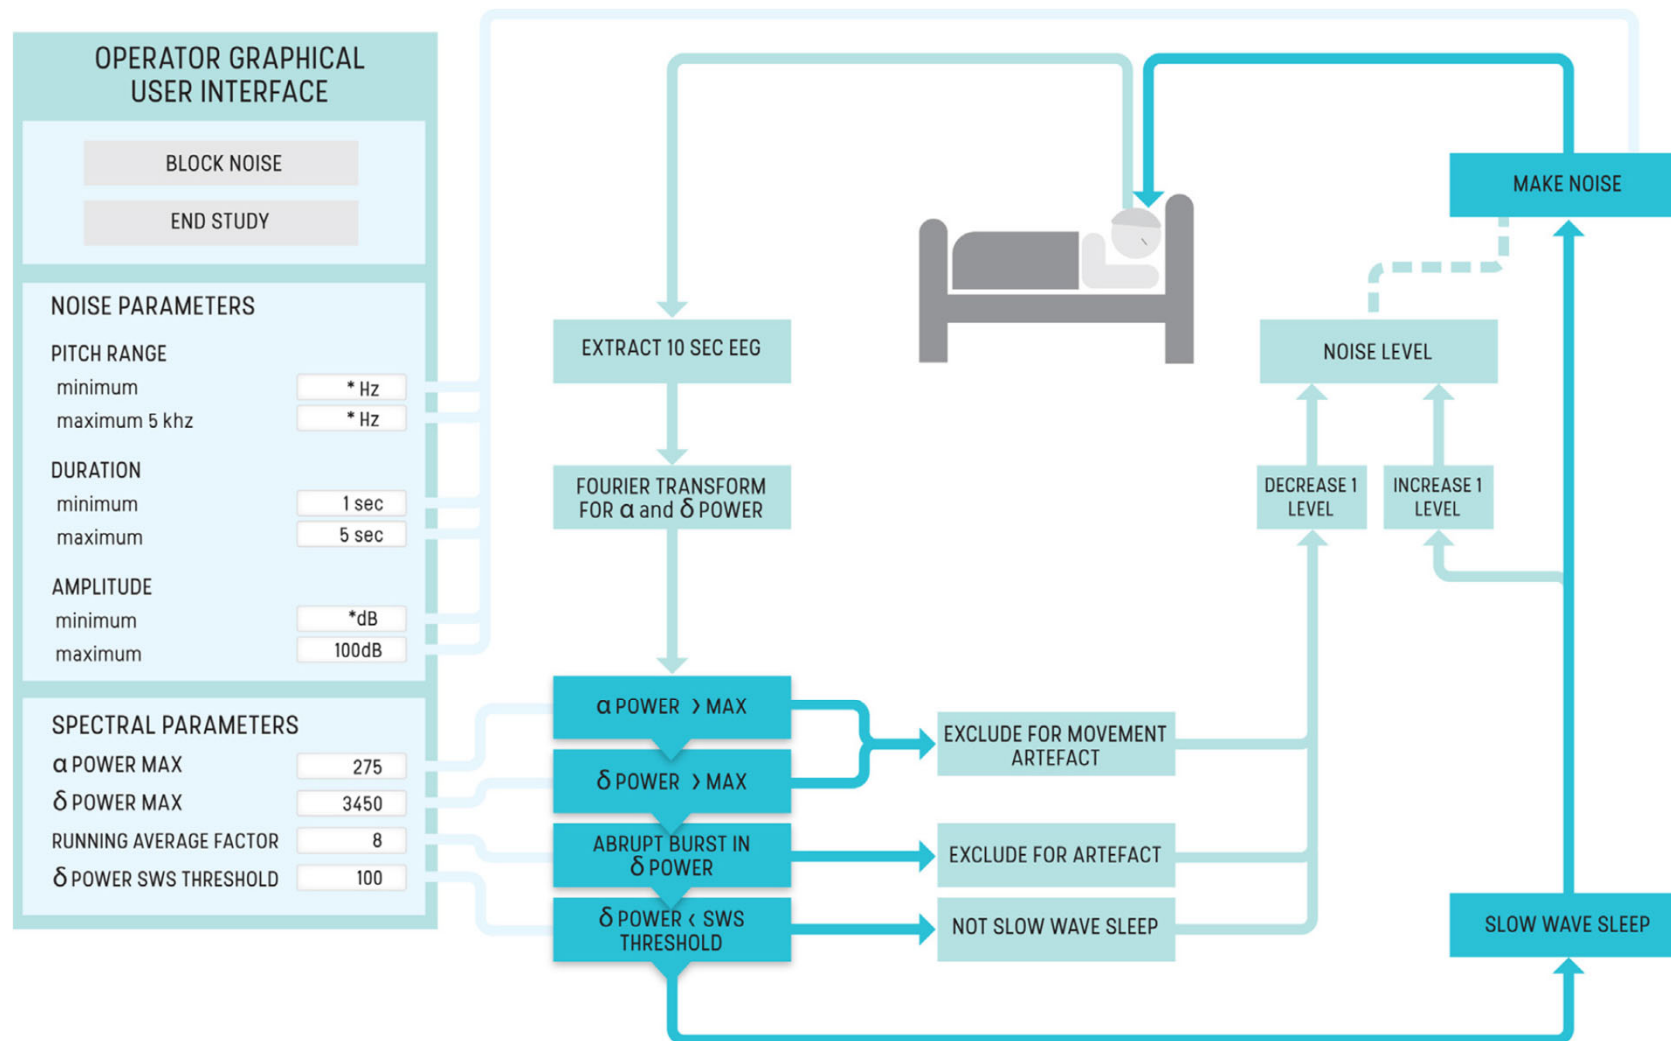 OPERATOR GRAPHICAL
USER INTERFACE
BLOCK NOISE
END STUDY
NOISE PARAMETERS
PITCH RANGE
minimum * Hz
maximum 5 khz * Hz
DURATION
minimum 1 sec
maximum 5 sec
AMPLITUDE
minimum *dB
maximum 100dB
SPECTRAL PARAMETERS
α POWER MAX 275
δ POWER MAX 3450
RUNNING AVERAGE FACTOR 8
δ POWER SWS THRESHOLD 100
EXTRACT 10 SEC EEG
FOURIER TRANSFORM
FOR α and δ POWER
α POWER > MAX
δ POWER > MAX
ABRUPT BURST IN
δ POWER
δ POWER < SWS
THRESHOLD
EXCLUDE FOR MOVEMENT
ARTEFACT
EXCLUDE FOR ARTEFACT
NOT SLOW WAVE SLEEP
NOISE LEVEL
DECREASE 1
LEVEL
INCREASE 1
LEVEL
MAKE NOISE
SLOW WAVE SLEEP